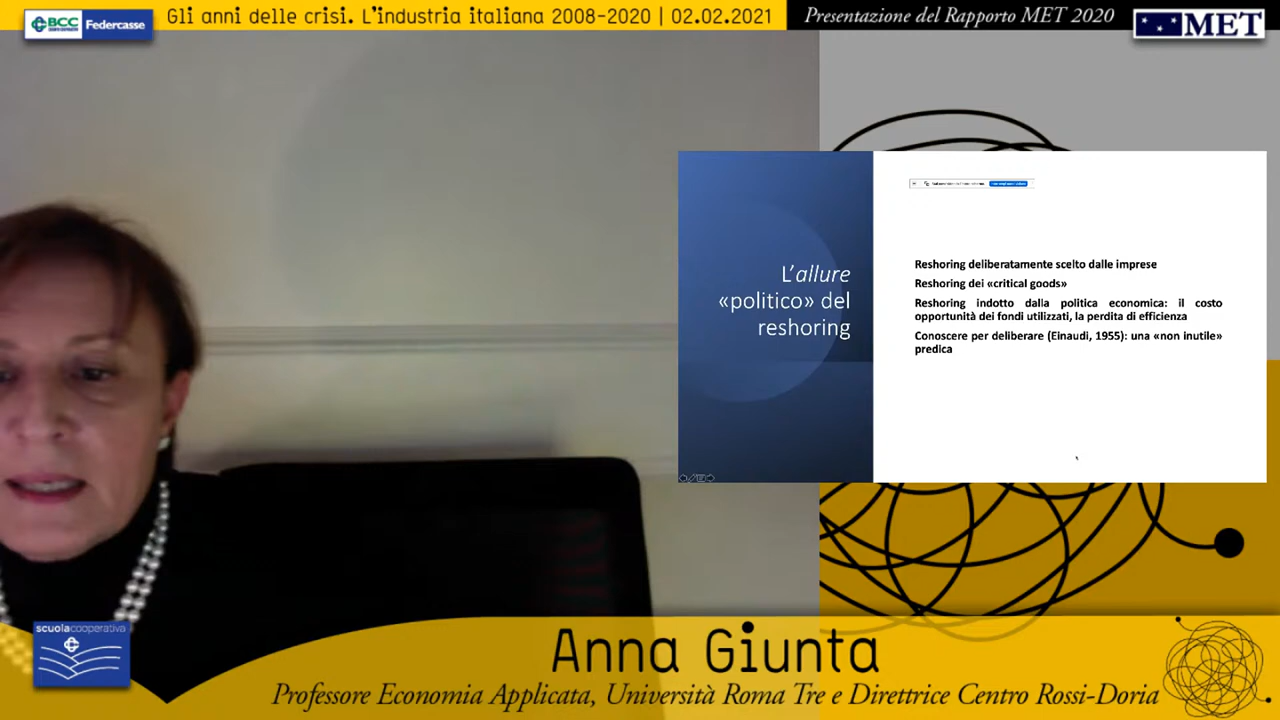 BCC
Federcasse
Gli anni delle crisi. L'industria italiana 2008-2020 | 02.02.2021
Presentazione del Rapporto MET 2020
MET
L'allure
«politico» del
reshoring
Reshoring deliberatamente scelto dalle imprese
Reshoring dei «critical goods»
Reshoring indotto dalla politica economica: il costo
opportunità dei fondi utilizzati, la perdita di efficienza
Conoscere per deliberare (Einaudi, 1955): una «non inutile»
predica
scuolacooperativa
Anna Giunta
Professore Economia Applicata, Università Roma Tre e Direttrice Centro Rossi-Doria